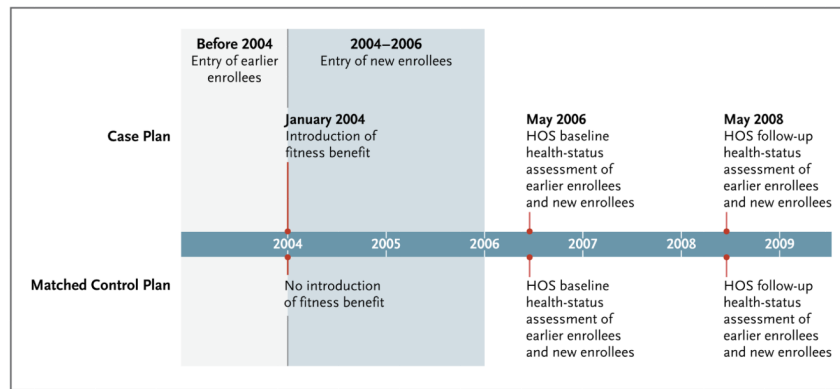 Before 2004
Entry of earlier
enrollees
2004–2006
Entry of new enrollees
Case Plan
January 2004
Introduction of
fitness benefit
May 2006
HOS baseline
health-status
assessment of
earlier enrollees
and new enrollees
May 2008
HOS follow-up
health-status
assessment of
earlier enrollees
and new enrollees
2004 2005 2006 2007 2008 2009
Matched Control Plan
No introduction
of fitness benefit
HOS baseline
health-status
assessment of
earlier enrollees
and new enrollees
HOS follow-up
health-status
assessment of
earlier enrollees
and new enrollees